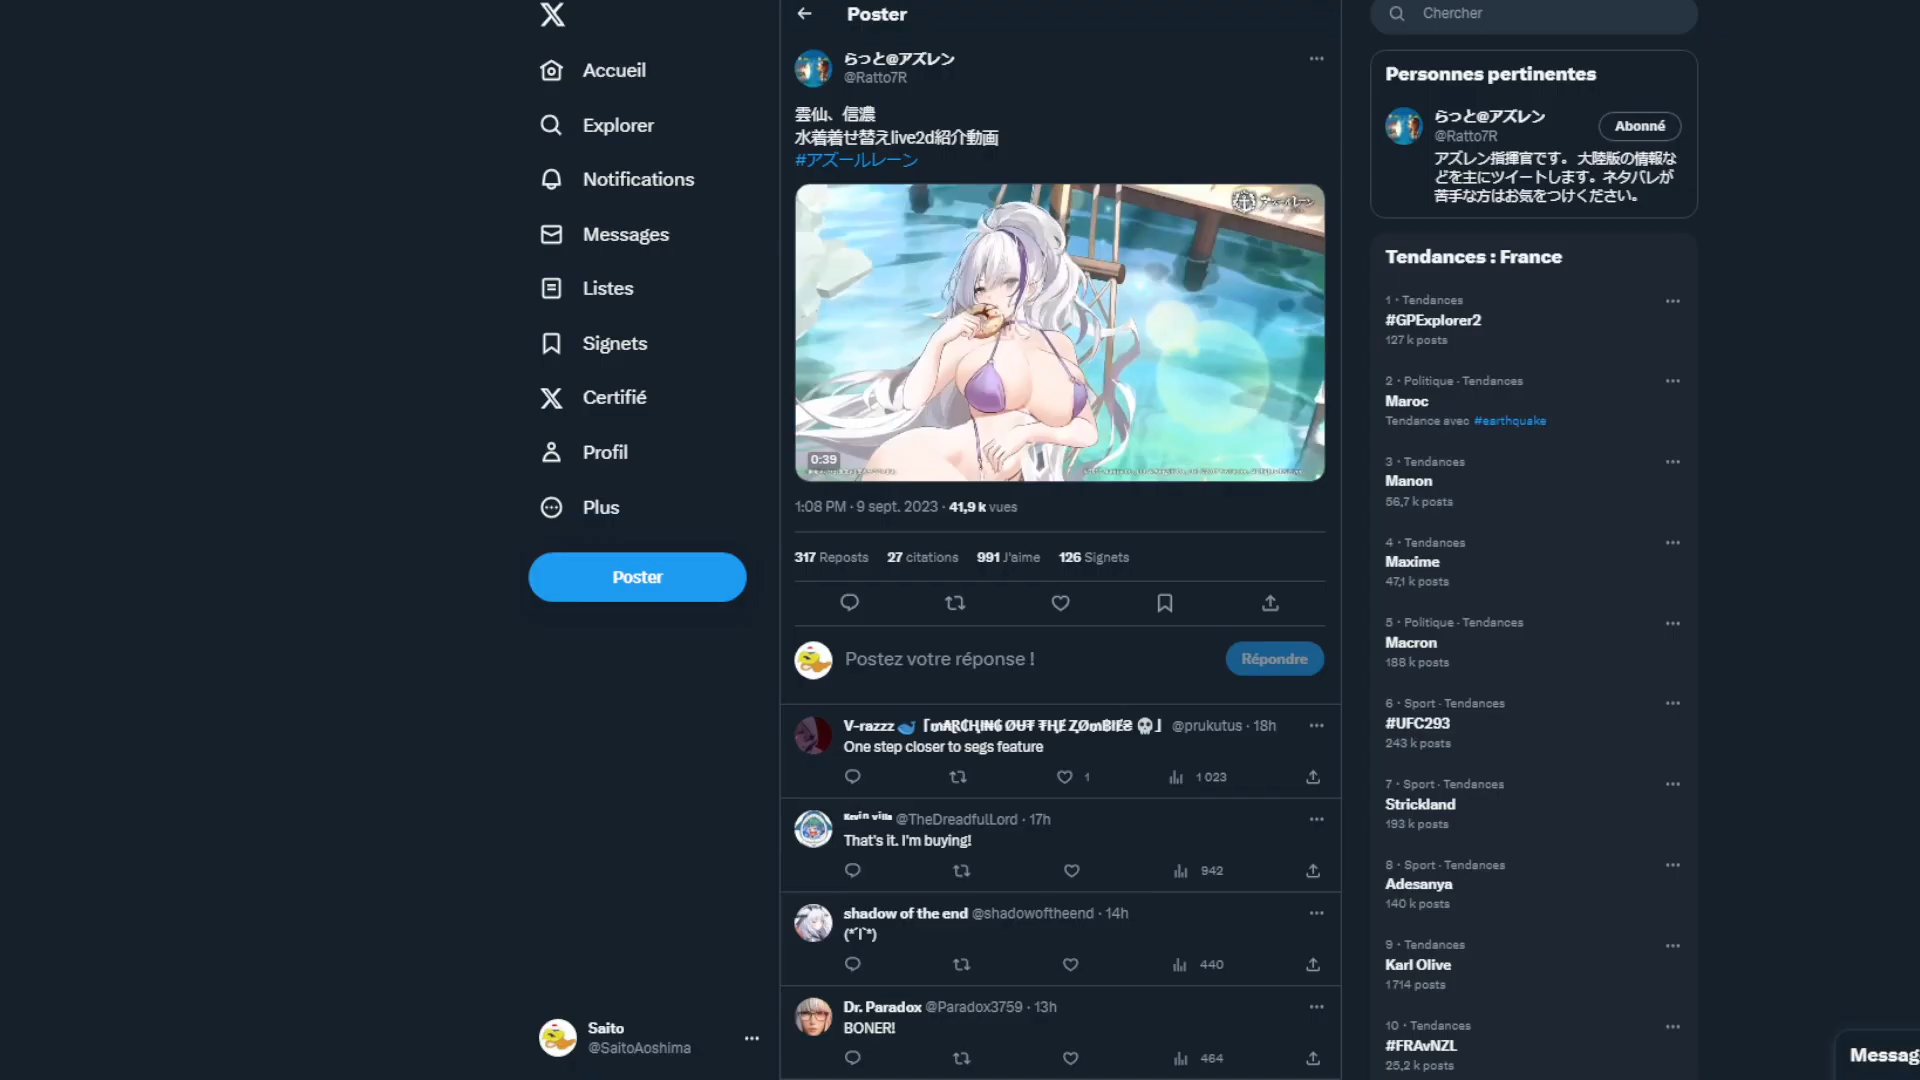 Accueil
Explorer
Notifications
Messages
Listes
Signets
Certifié
Profil
Plus
Poster
Saito
@SaitoAoshima
Poster
らっと@アズレン
@Ratto7R
雲仙、信濃
水着着せ替えlive2d紹介動画
#アズールレーン
アズールレーン
0:39
1:08 PM · 9 sept. 2023 · 41,9 k vues
317 Reposts 27 citations 991 J'aime 126 Signets
Postez votre réponse !
Répondre
V-razzz @prukutus · 18h
One step closer to segs feature
1 1 023
Kevin villa @TheDreadfulLord · 17h
That's it. I'm buying!
942
shadow of the end @shadowoftheend · 14h
440
Dr. Paradox @Paradox3759 · 13h
BONER!
464
Chercher
Personnes pertinentes
らっと@アズレン
@Ratto7R
Abonné
アズレン指揮官です。 大陸版の情報な
どを主にツイートします。ネタバレが
苦手な方はお気をつけください。
Tendances : France
1 · Tendances
#GPExplorer2
127 k posts
2 · Politique · Tendances
Maroc
Tendance avec #earthquake
3 · Tendances
Manon
56,7 k posts
4 · Tendances
Maxime
47,1 k posts
5 · Politique · Tendances
Macron
188 k posts
6 · Sport · Tendances
#UFC293
243 k posts
7 · Sport · Tendances
Strickland
193 k posts
8 · Sport · Tendances
Adesanya
140 k posts
9 · Tendances
Karl Olive
1 714 posts
10 · Tendances
#FRAvNZL
25,2 k posts
Messag